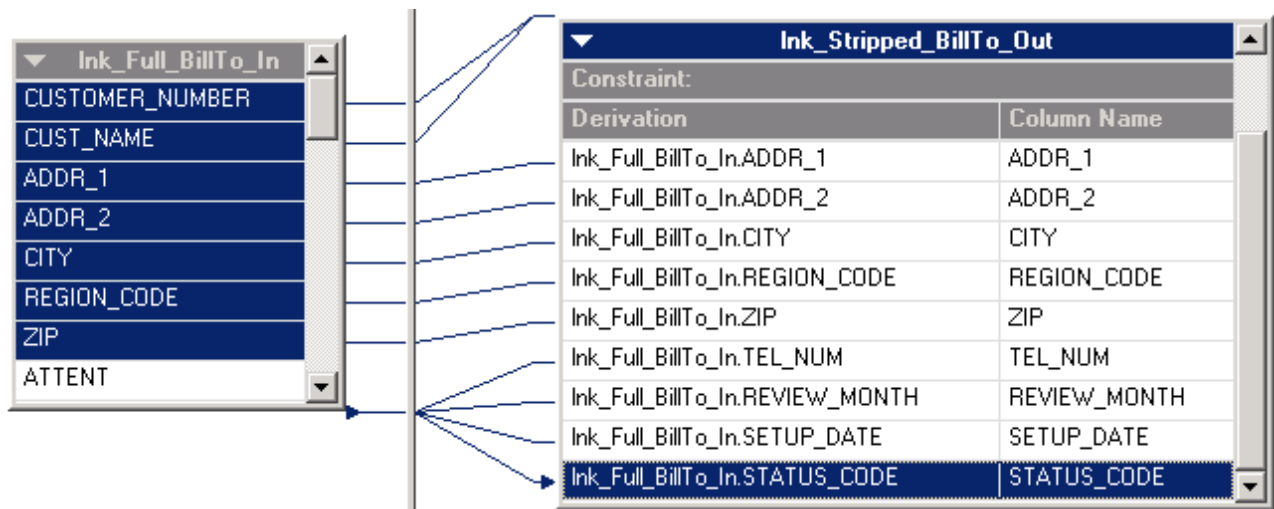 lnk_Full_BillTo_In
CUSTOMER_NUMBER
CUST_NAME
ADDR_1
ADDR_2
CITY
REGION_CODE
ZIP
ATTENT
lnk_Stripped_BillTo_Out
Constraint:
Derivation Column Name
lnk_Full_BillTo_In.ADDR_1 ADDR_1
lnk_Full_BillTo_In.ADDR_2 ADDR_2
lnk_Full_BillTo_In.CITY CITY
lnk_Full_BillTo_In.REGION_CODE REGION_CODE
lnk_Full_BillTo_In.ZIP ZIP
lnk_Full_BillTo_In.TEL_NUM TEL_NUM
lnk_Full_BillTo_In.REVIEW_MONTH REVIEW_MONTH
lnk_Full_BillTo_In.SETUP_DATE SETUP_DATE
lnk_Full_BillTo_In.STATUS_CODE STATUS_CODE